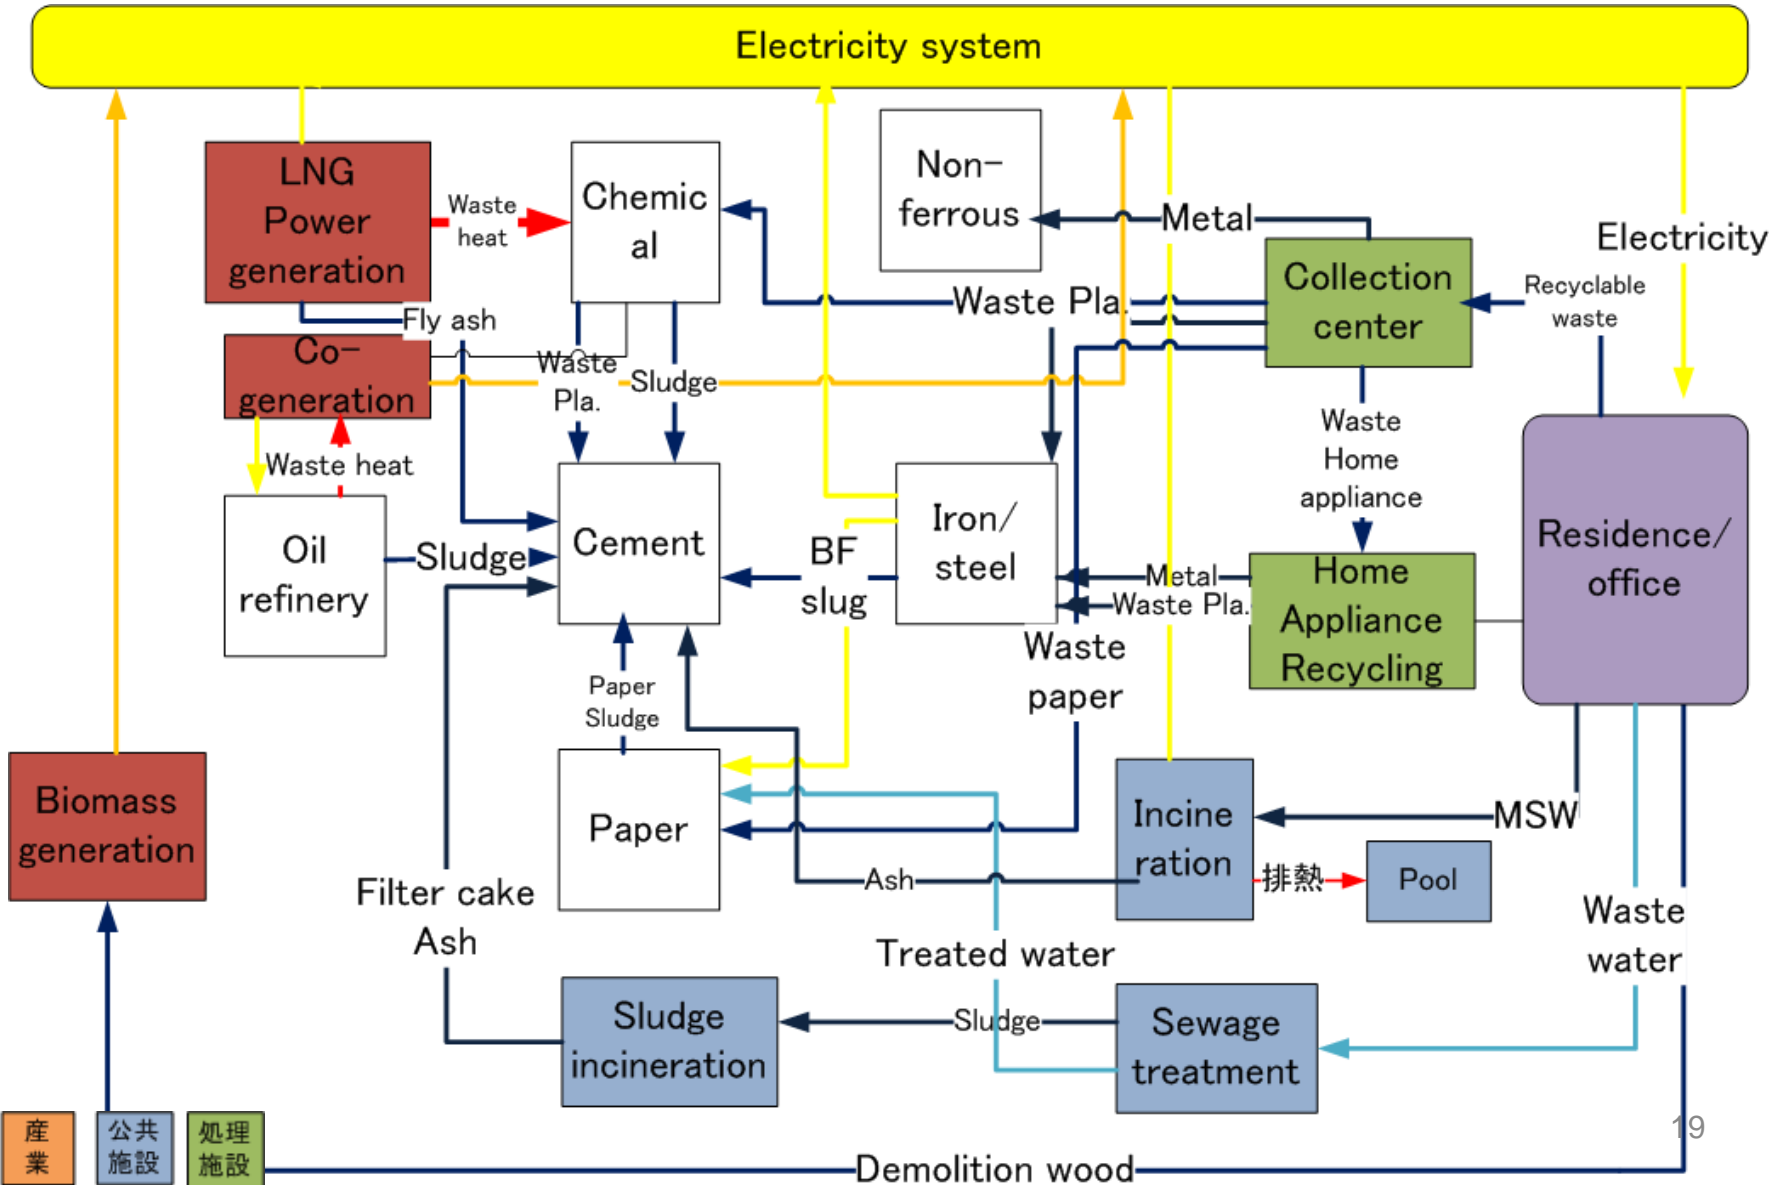 Electricity system
LNG
Power
generation
Waste
heat
Chemic
al
Non-
ferrous
Metal
Electricity
Collection
center
Recyclable
waste
Waste Pla.
Fly ash
Co-
generation
Waste
Pla.
Sludge
Waste
Home
appliance
Waste heat
Oil
refinery
Sludge
Cement
BF
slug
Iron/
steel
Metal
Waste Pla.
Home
Appliance
Recycling
Residence/
office
Waste
paper
Paper
Sludge
Biomass
generation
Paper
Incine
ration
MSW
Ash
排熱
Pool
Filter cake
Ash
Treated water
Waste
water
Sludge
incineration
Sludge
Sewage
treatment
産
業
公共
施設
処理
施設
Demolition wood
19